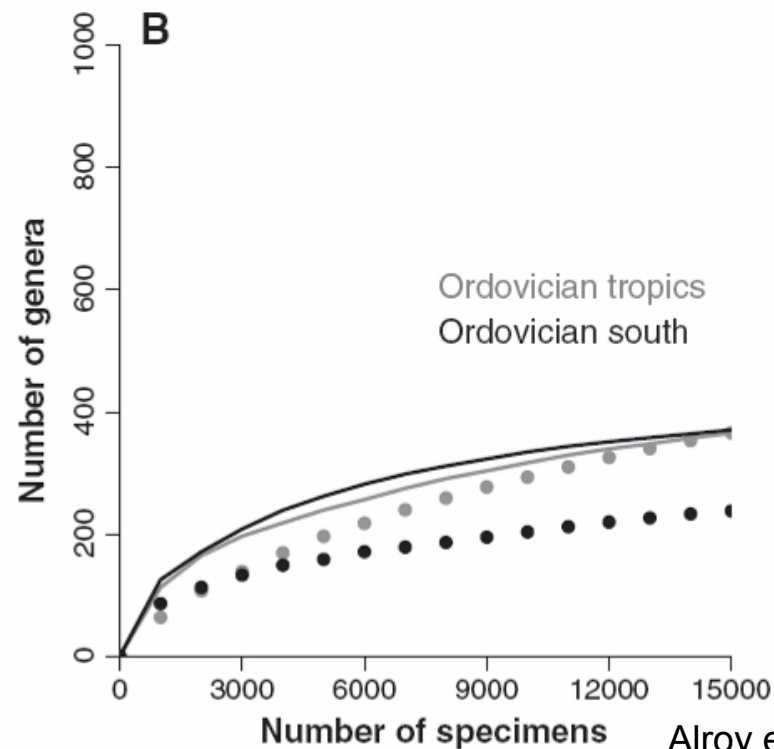 B
1000
800
600
400
200
0
Number of genera
Ordovician tropics
Ordovician south
0 3000 6000 9000 12000 15000
Number of specimens
Alroy